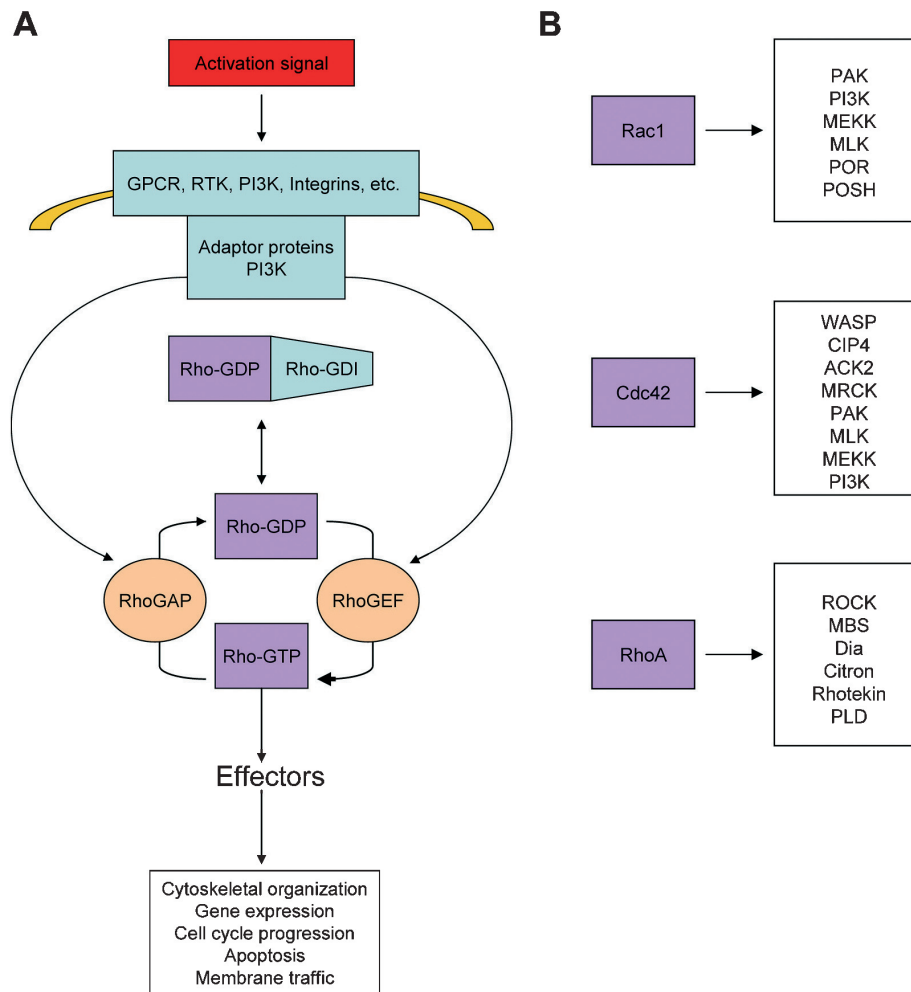 A
Activation signal
GPCR, RTK, PI3K, Integrins, etc.
Adaptor proteins
PI3K
Rho-GDP
Rho-GDI
Rho-GDP
RhoGAP
RhoGEF
Rho-GTP
Effectors
Cytoskeletal organization
Gene expression
Cell cycle progression
Apoptosis
Membrane traffic
B
Rac1
PAK
PI3K
MEKK
MLK
POR
POSH
Cdc42
WASP
CIP4
ACK2
MRCK
PAK
MLK
MEKK
PI3K
RhoA
ROCK
MBS
Dia
Citron
Rhotekin
PLD